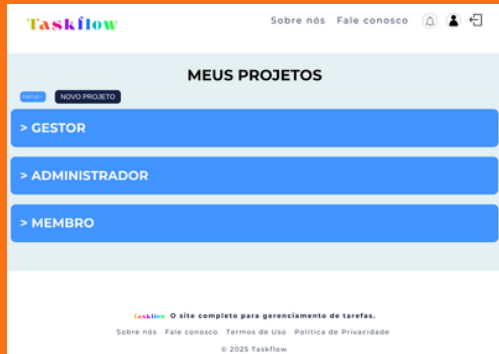 Taskflow
Sobre nós Fale conosco
MEUS PROJETOS
NOVO PROJETO
> GESTOR
> ADMINISTRADOR
> MEMBRO
Taskflow O site completo para gerenciamento de tarefas.
Sobre nós Fale conosco Termos de Uso Política de Privacidade
© 2025 Taskflow